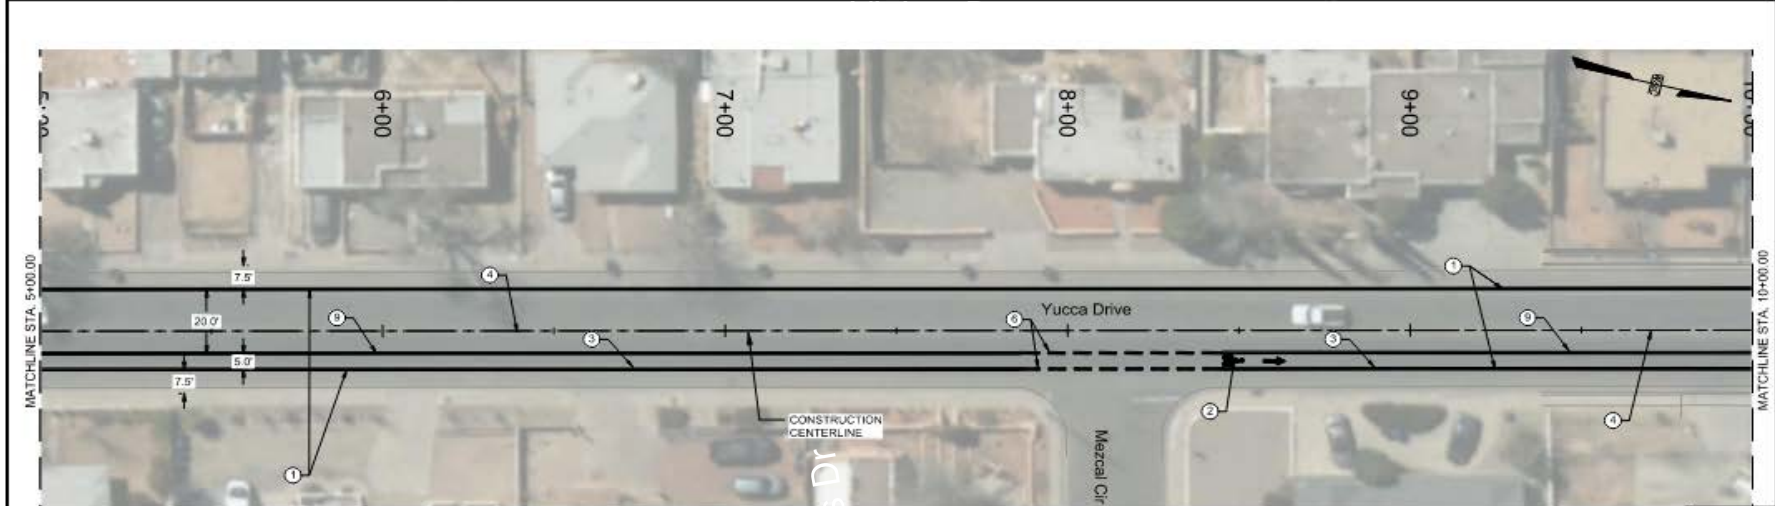 6+00
7+00
8+00
9+00
MATCHLINE STA. 5+00.00
MATCHLINE STA. 10+00.00
7.5'
4
1
Yucca Drive
20.0'
9
6
9
3
3
5.0'
7.5'
2
4
CONSTRUCTION
CENTERLINE
1
Mezcal Cir
s Dr